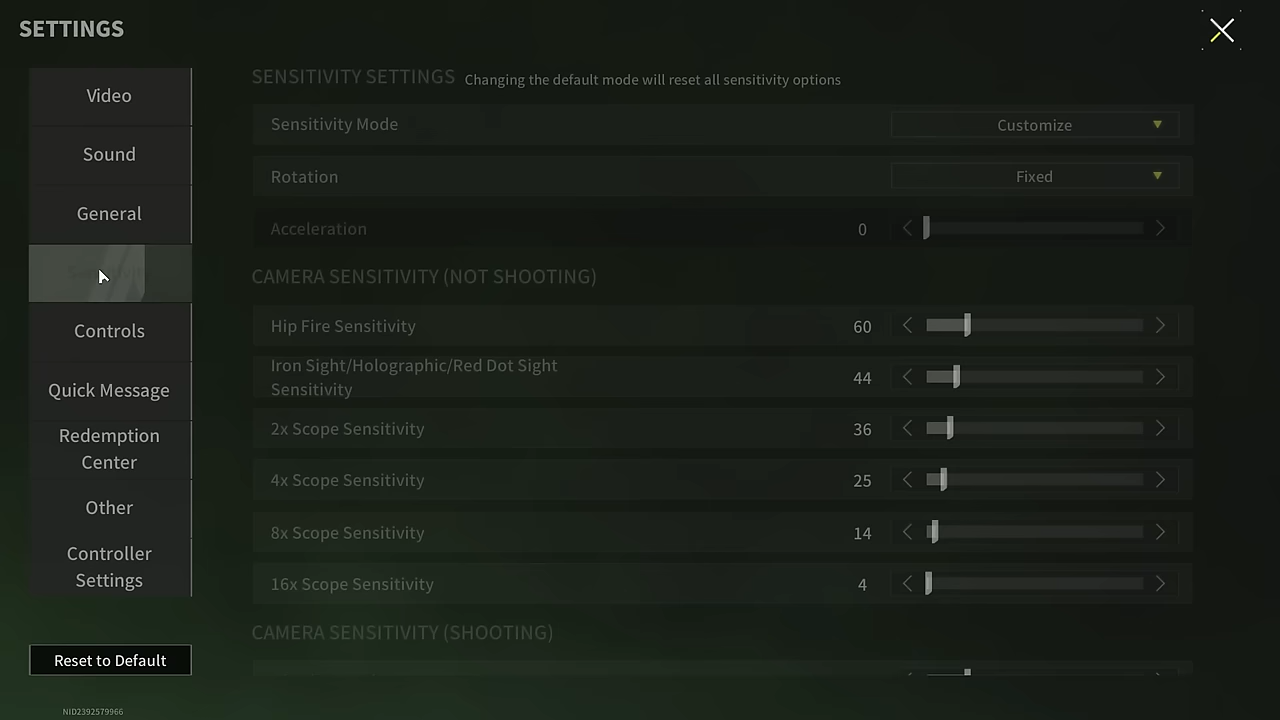 SETTINGS
Video
Sound
General
Controls
Quick Message
Redemption
Center
Other
Controller
Settings
Reset to Default
NID2392579966
SENSITIVITY SETTINGS Changing the default mode will reset all sensitivity options
Sensitivity Mode Customize
Rotation Fixed
Acceleration 0
CAMERA SENSITIVITY (NOT SHOOTING)
Hip Fire Sensitivity 60
Iron Sight/Holographic/Red Dot Sight
Sensitivity 44
2x Scope Sensitivity 36
4x Scope Sensitivity 25
8x Scope Sensitivity 14
16x Scope Sensitivity 4
CAMERA SENSITIVITY (SHOOTING)